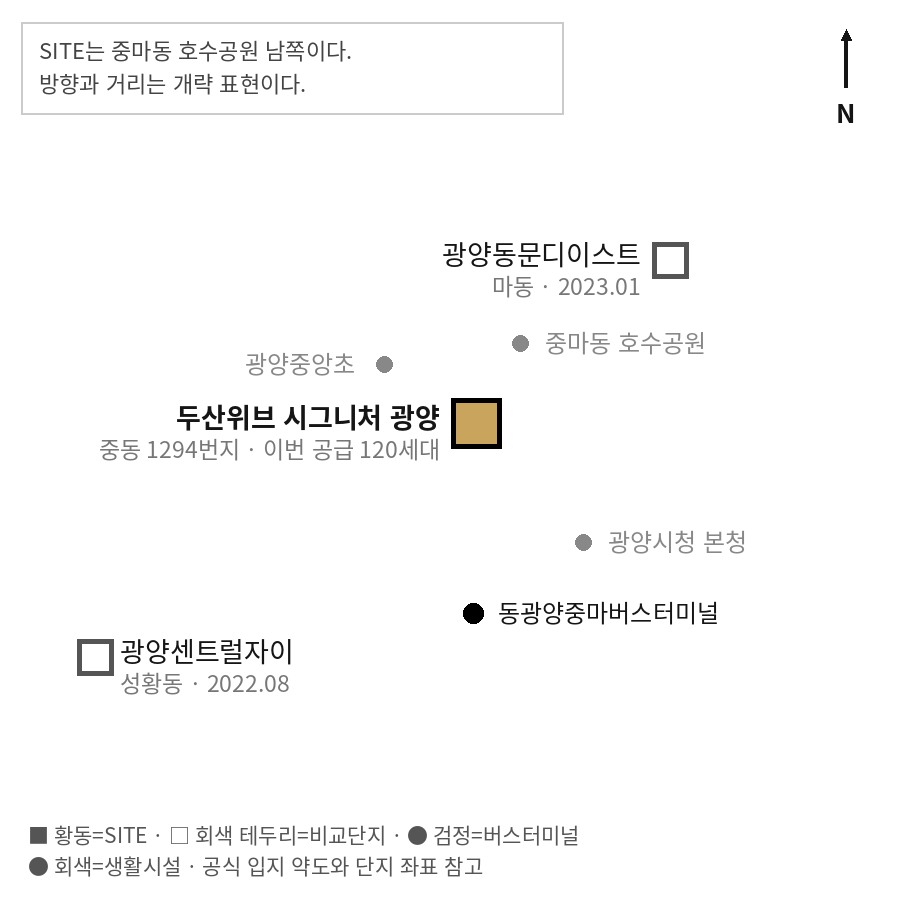 SITE는 중마동 호수공원 남쪽이다.
방향과 거리는 개략 표현이다.
N
광양동문디이스트
마동 · 2023.01
중마동 호수공원
광양중앙초
두산위브 시그니처 광양
중동 1294번지 · 이번 공급 120세대
광양시청 본청
동광양중마버스터미널
광양센트럴자이
성황동 · 2022.08
■ 황동=SITE · □ 회색 테두리=비교단지 · ● 검정=버스터미널
● 회색=생활시설 · 공식 입지 약도와 단지 좌표 참고